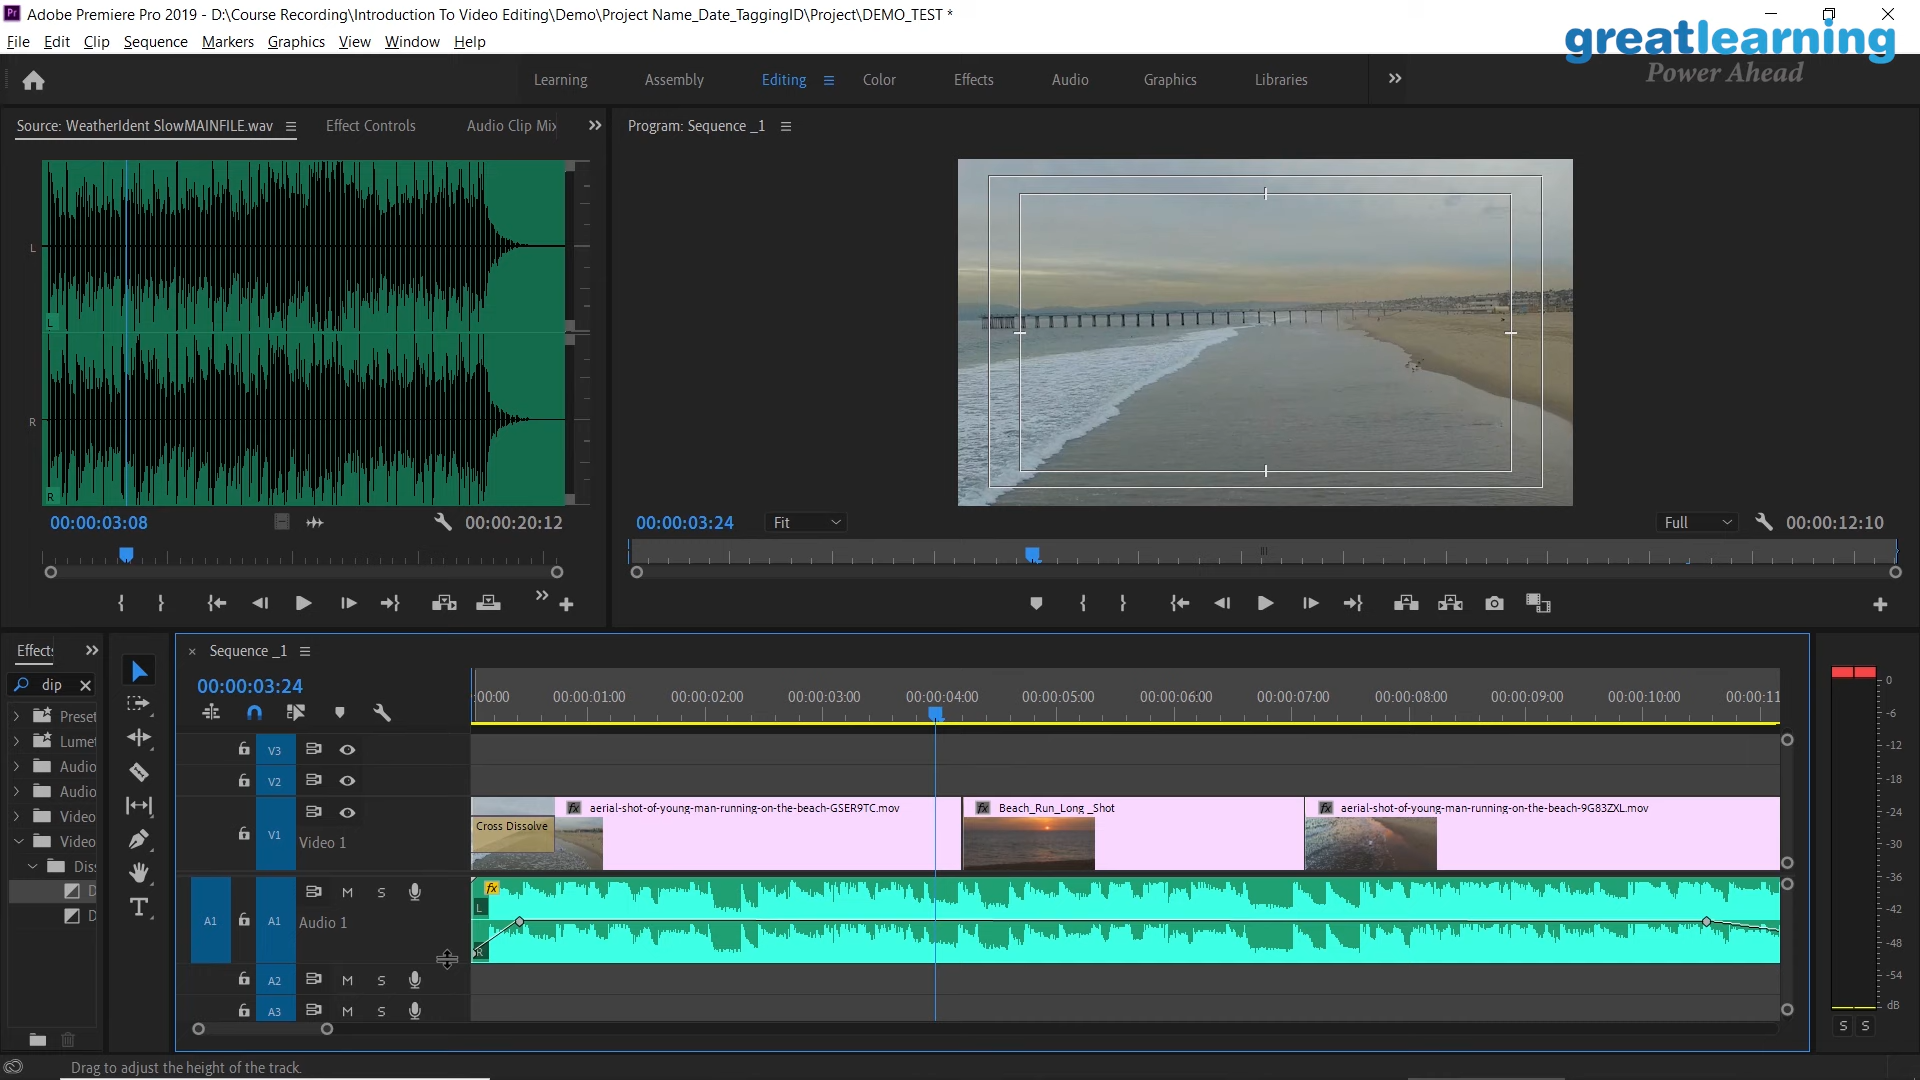 Adobe Premiere Pro 2019 - D:\Course Recording\Introduction To Video Editing\Demo\Project Name_Date_TaggingID\Project\DEMO_TEST *
File Edit Clip Sequence Markers Graphics View Window Help
greatlearning
Power Ahead
Learning Assembly Editing Color Effects Audio Graphics Libraries
Source: WeatherIdent SlowMAINFILE.wav Effect Controls Audio Clip Mix
Program: Sequence _1
L
L
R
R
00:00:03:08 00:00:20:12
00:00:03:24 Fit Full 00:00:12:10
Effects
dip
Preset
Lumet
Audio
Audio
Video
Video
Diss
D
D
T
Sequence _1
00:00:03:24
:00:00 00:00:01:00 00:00:02:00 00:00:03:00 00:00:04:00 00:00:05:00 00:00:06:00 00:00:07:00 00:00:08:00 00:00:09:00 00:00:10:00 00:00:11
V3
V2
V1 Video 1
Cross Dissolve
fx aerial-shot-of-young-man-running-on-the-beach-GSER9TC.mov
fx Beach_Run_Long _Shot
fx aerial-shot-of-young-man-running-on-the-beach-9G83ZXL.mov
A1 A1 M S
Audio 1
fx
L
R
A2 M S
A3 M S
0
-6
-12
-18
-24
-30
-36
-42
-48
-54
dB
S S
Drag to adjust the height of the track.